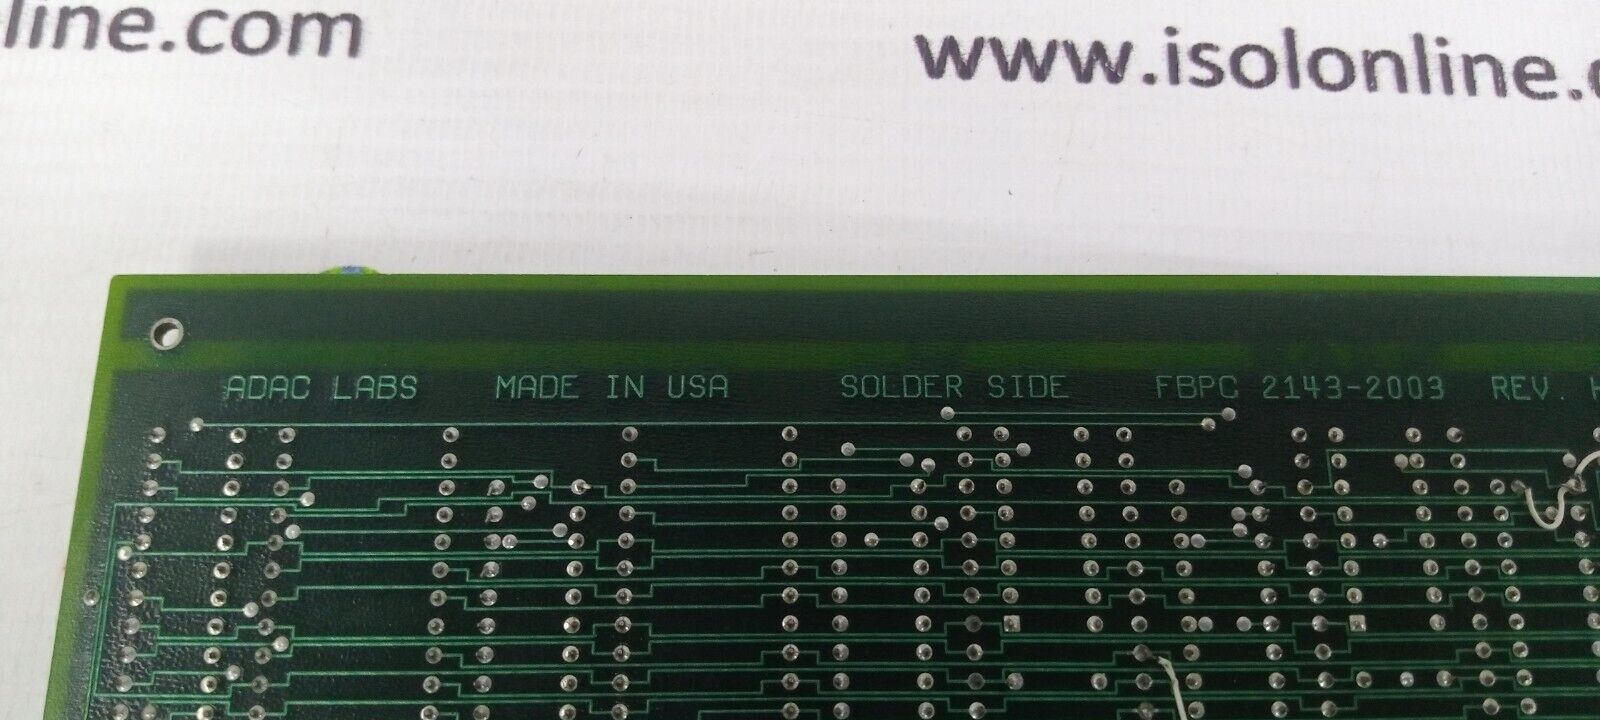 line.com
www.isolonline.
ADAC LABS MADE IN USA SOLDER SIDE FBPC 2143-2003 REV. H